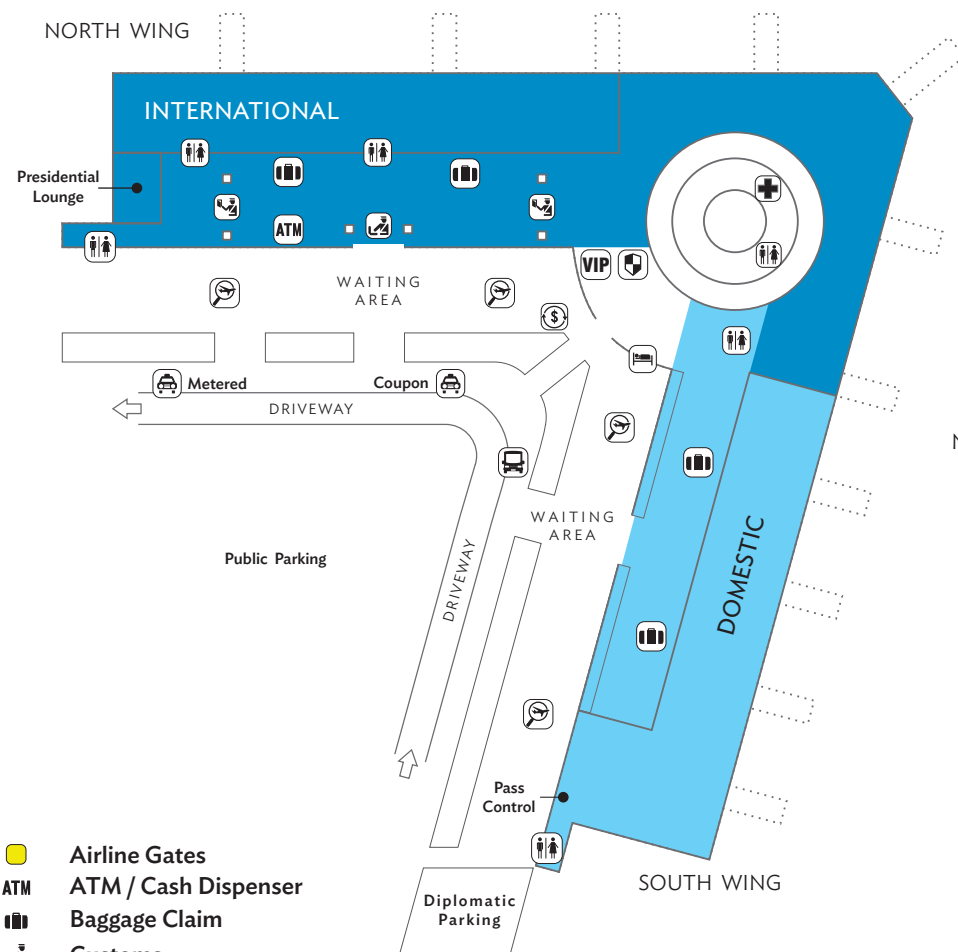 NORTH WING
INTERNATIONAL
Presidential
Lounge
ATM
VIP
WAITING
AREA
$
Metered
Coupon
DRIVEWAY
WAITING
AREA
DOMESTIC
Public Parking
DRIVEWAY
Pass
Control
Airline Gates
ATM
ATM / Cash Dispenser
Baggage Claim
Customs
SOUTH WING
Diplomatic
Parking